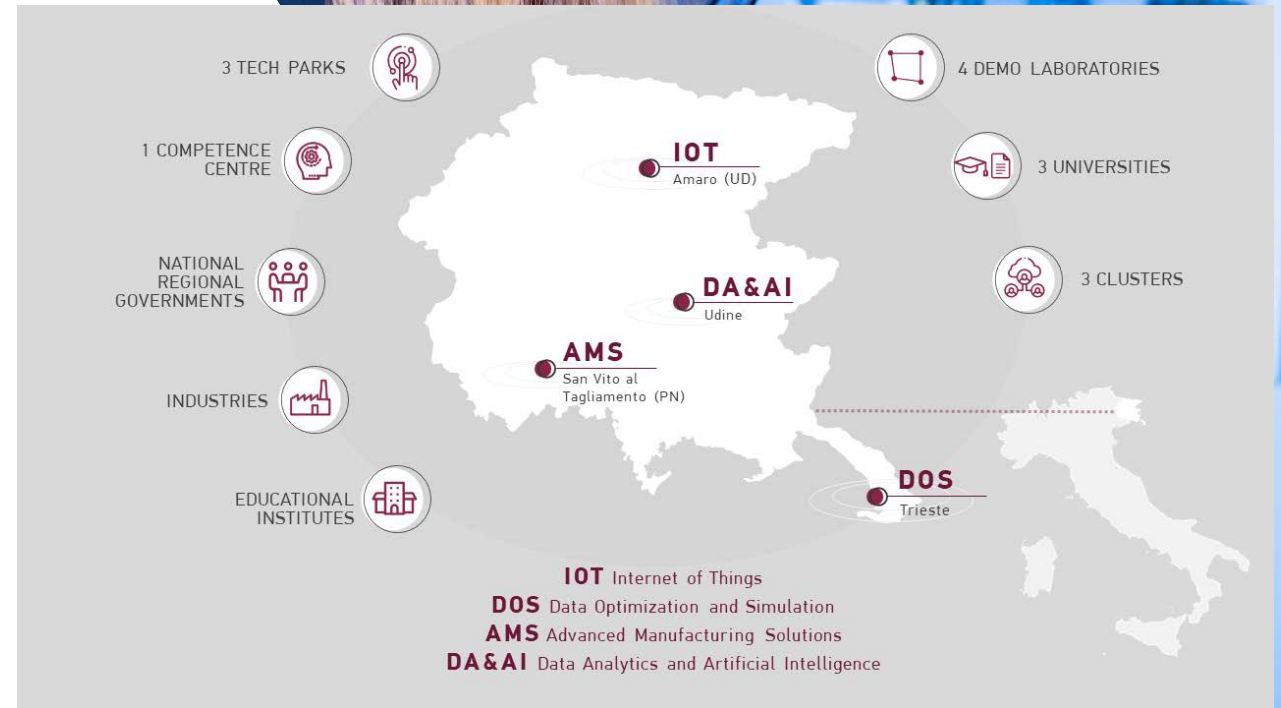 3 TECH PARKS
1 COMPETENCE
CENTRE
NATIONAL
REGIONAL
GOVERNMENTS
INDUSTRIES
EDUCATIONAL
INSTITUTES
4 DEMO LABORATORIES
3 UNIVERSITIES
3 CLUSTERS
IOT
Amaro (UD)
DA&AI
Udine
AMS
San Vito al
Tagliamento (PN)
DOS
Trieste
IOT Internet of Things
DOS Data Optimization and Simulation
AMS Advanced Manufacturing Solutions
DA&AI Data Analytics and Artificial Intelligence